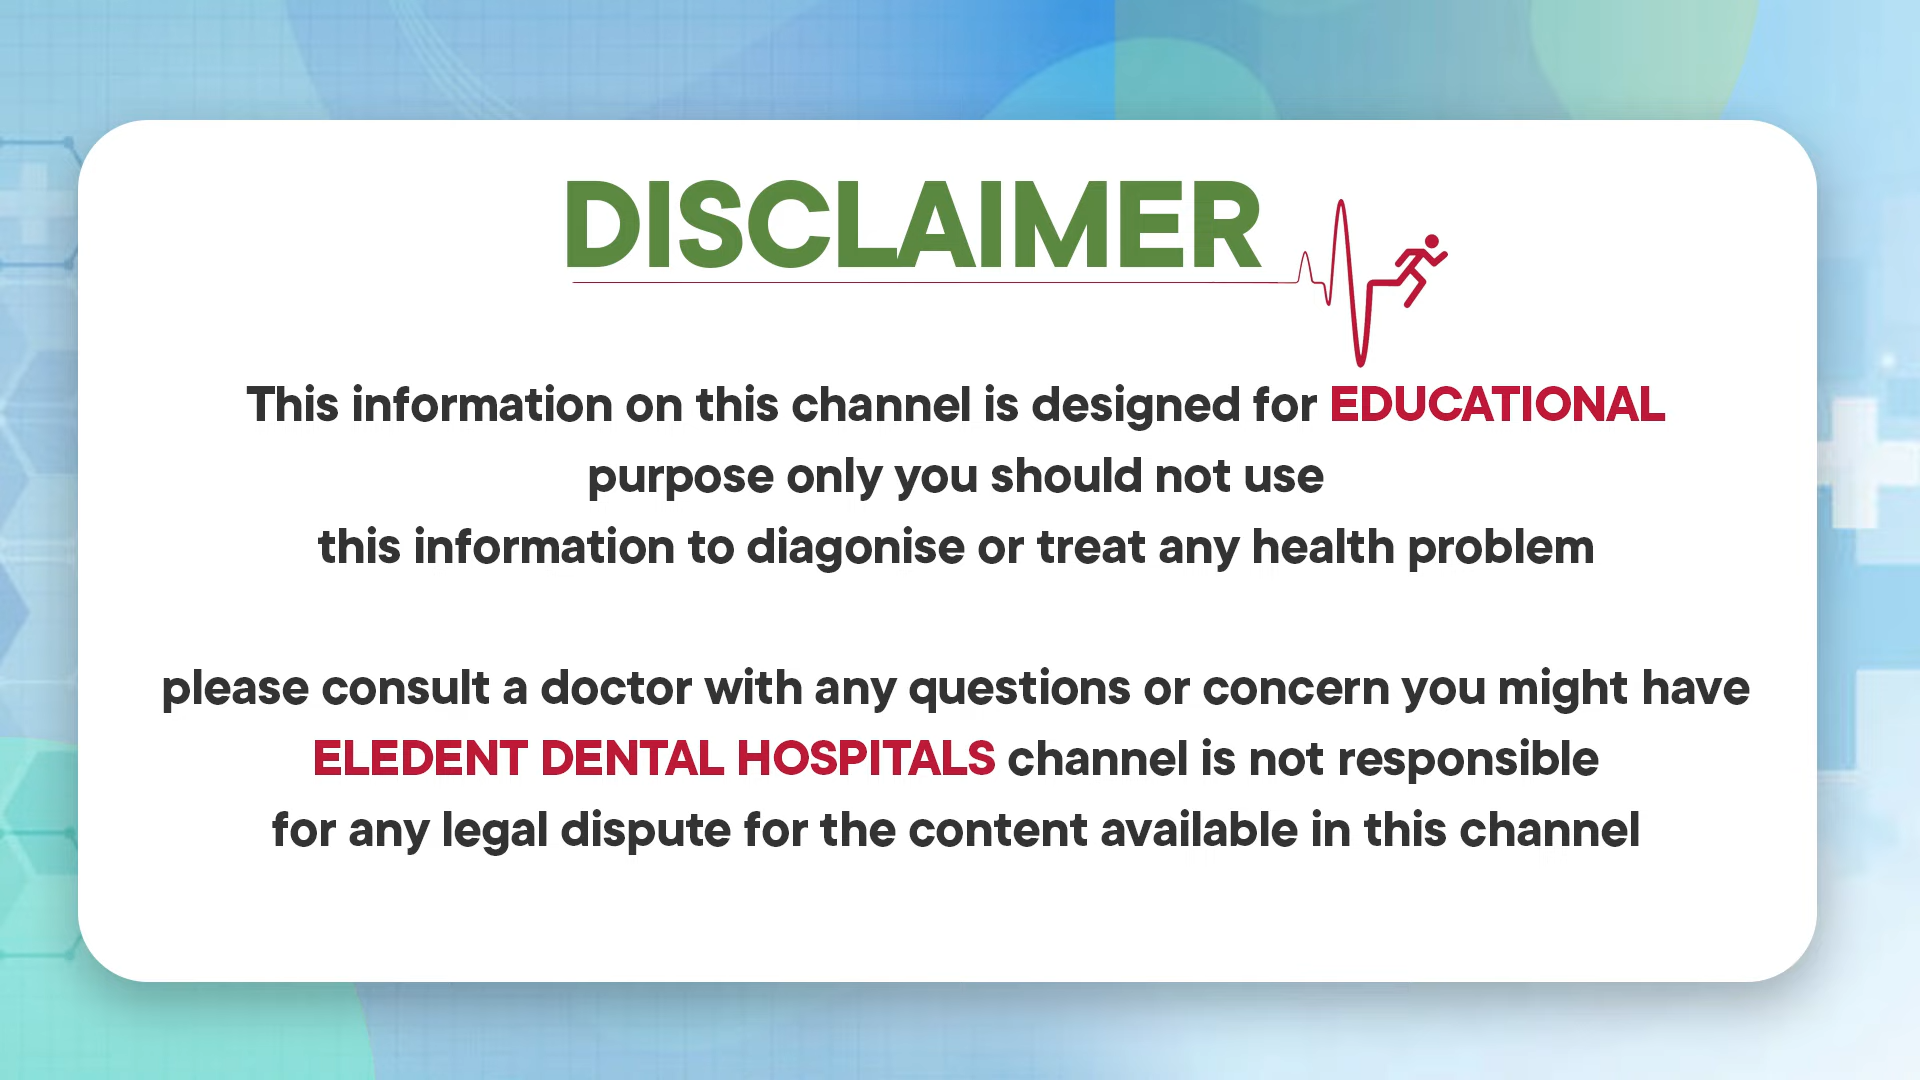 DISCLAIMER
This information on this channel is designed for EDUCATIONAL
purpose only you should not use
this information to diagonise or treat any health problem
please consult a doctor with any questions or concern you might have
ELEDENT DENTAL HOSPITALS channel is not responsible
for any legal dispute for the content available in this channel